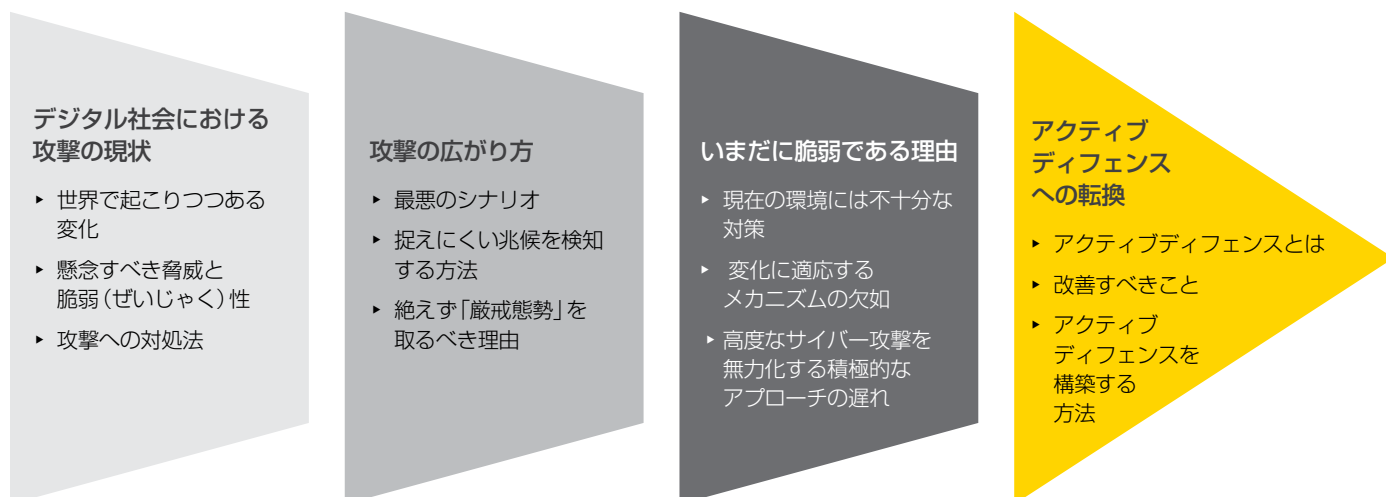 デジタル社会における
攻撃の現状
▸ 世界で起こりつつある
変化
▸ 懸念すべき脅威と
脆弱(ぜいじゃく)性
▸ 攻撃への対処法
攻撃の広がり方
▸ 最悪のシナリオ
▸ 捉えにくい兆候を検知
する方法
▸ 絶えず「厳戒態勢」を
取るべき理由
いまだに脆弱である理由
▸ 現在の環境には不十分な
対策
▸ 変化に適応する
メカニズムの欠如
▸ 高度なサイバー攻撃を
無力化する積極的な
アプローチの遅れ
アクティブ
ディフェンス
への転換
▸ アクティブディフェンスとは
▸ 改善すべきこと
▸ アクティブ
ディフェンスを
構築する
方法